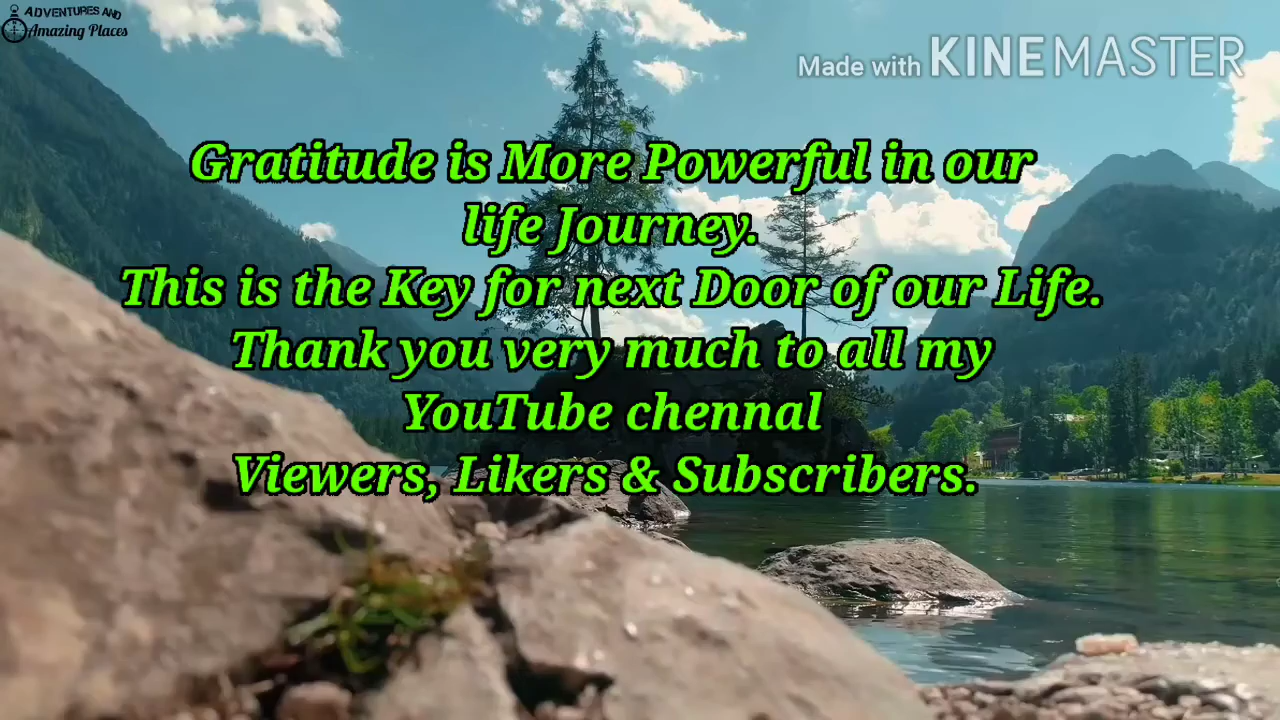 ADVENTURES AND
Amazing Places
Made with KINEMASTER
Gratitude is More Powerful in our
life Journey.
This is the Key for next Door of our Life.
Thank you very much to all my
YouTube chennal
Viewers, Likers & Subscribers.